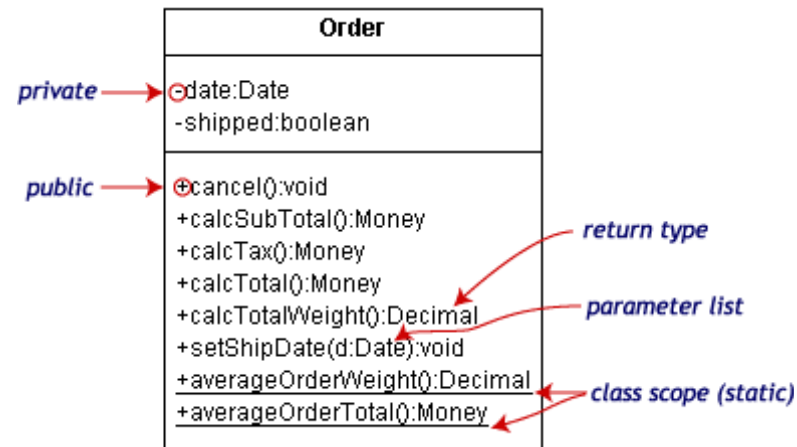 Order
private
-date:Date
-shipped:boolean
public
+cancel():void
+calcSubTotal():Money
+calcTax():Money
+calcTotal():Money
return type
+calcTotalWeight():Decimal
parameter list
+setShipDate(d:Date):void
+averageOrderWeight():Decimal
class scope (static)
+averageOrderTotal():Money